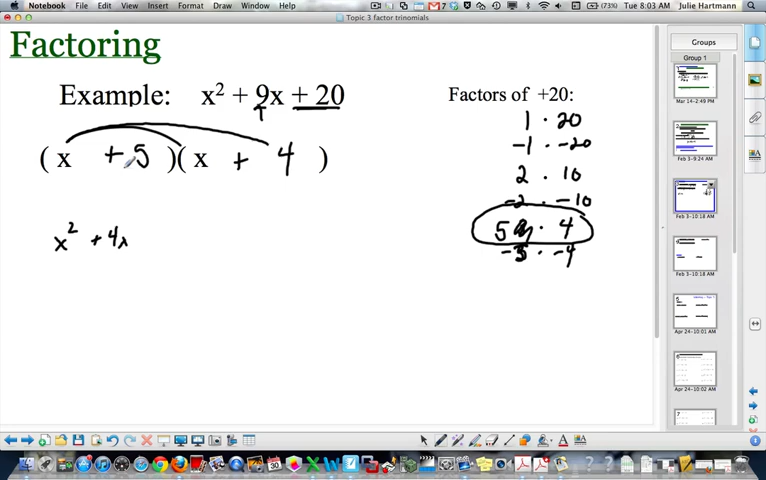 Notebook File Edit View Insert Format Draw Window Help 7 (73%) Tue 8:03 AM Julie Hartmann
Topic 3 factor trinomials
Factoring
Example: x² + 9x + 20
( x + 5 ) ( x + 4 )
x² + 4x
Factors of +20:
1 · 20
-1 · -20
2 · 10
-2 · -10
5 · 4
· -4
Groups
Group 1
Mar 14-2:49 PM
Feb 3-9:24 AM
Feb 3-10:18 AM
Feb 3-10:18 AM
Apr 24-10:01 AM
Apr 24-10:02 AM
7